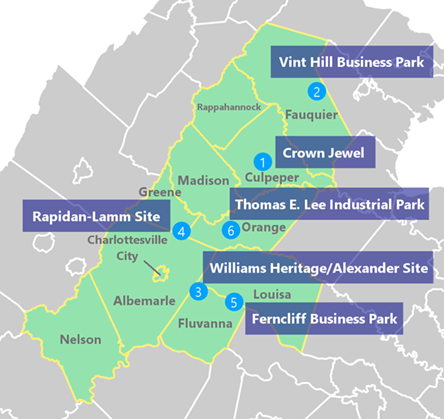 Vint Hill Business Park
2
Rappahannock
Fauquier
Crown Jewel
1
Culpeper
Madison
Greene
Thomas E. Lee Industrial Park
Rapidan-Lamm Site
4
6
Orange
Charlottesville
City
Williams Heritage/Alexander Site
3
Louisa
5
Albemarle
Ferncliff Business Park
Fluvanna
Nelson